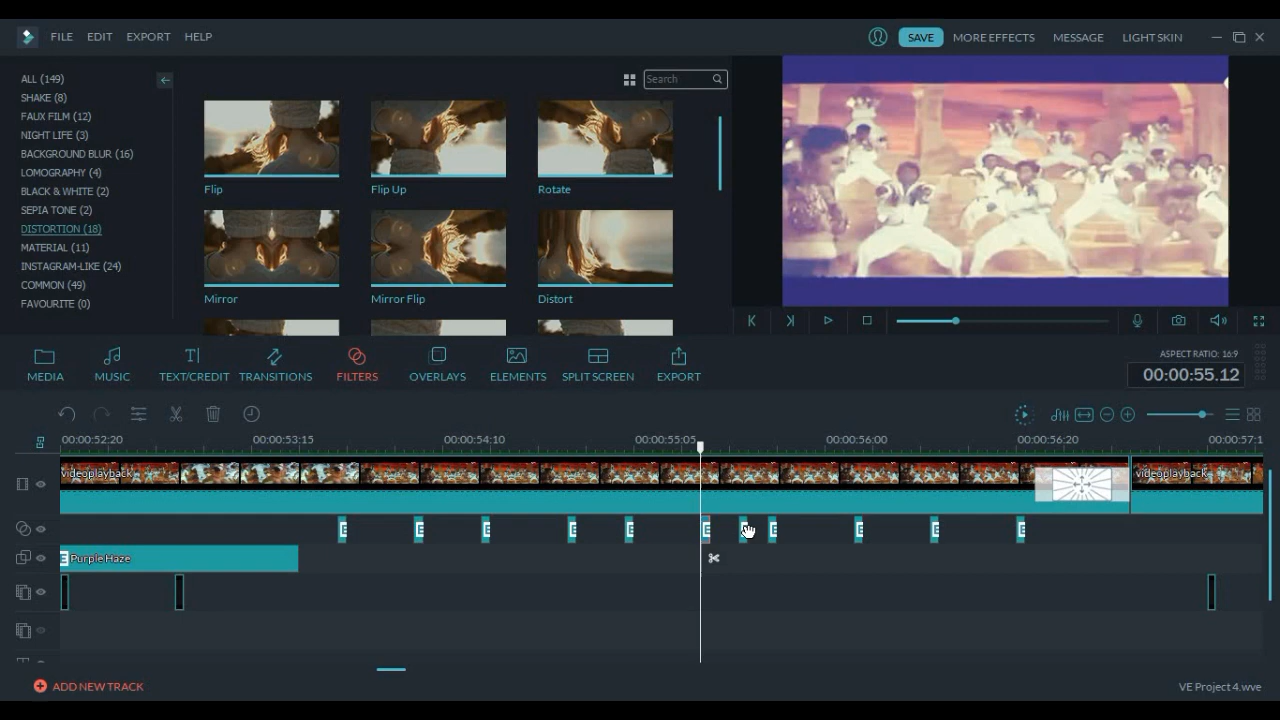 FILE EDIT EXPORT HELP
SAVE MORE EFFECTS MESSAGE LIGHT SKIN
ALL (149)
SHAKE (8)
FAUX FILM (12)
NIGHT LIFE (3)
BACKGROUND BLUR (16)
LOMOGRAPHY (4)
BLACK & WHITE (2)
SEPIA TONE (2)
DISTORTION (18)
MATERIAL (11)
INSTAGRAM-LIKE (24)
COMMON (49)
FAVOURITE (0)
Search
Flip Flip Up Rotate
Mirror Mirror Flip Distort
MEDIA MUSIC TEXT/CREDIT TRANSITIONS FILTERS OVERLAYS ELEMENTS SPLIT SCREEN EXPORT
ASPECT RATIO: 16:9
00:00:55.12
00:00:52:20 00:00:53:15 00:00:54:10 00:00:55:05 00:00:56:00 00:00:56:20 00:00:57:1
videoplayback videoplayback
Purple Haze
ADD NEW TRACK
VE Project 4.wve